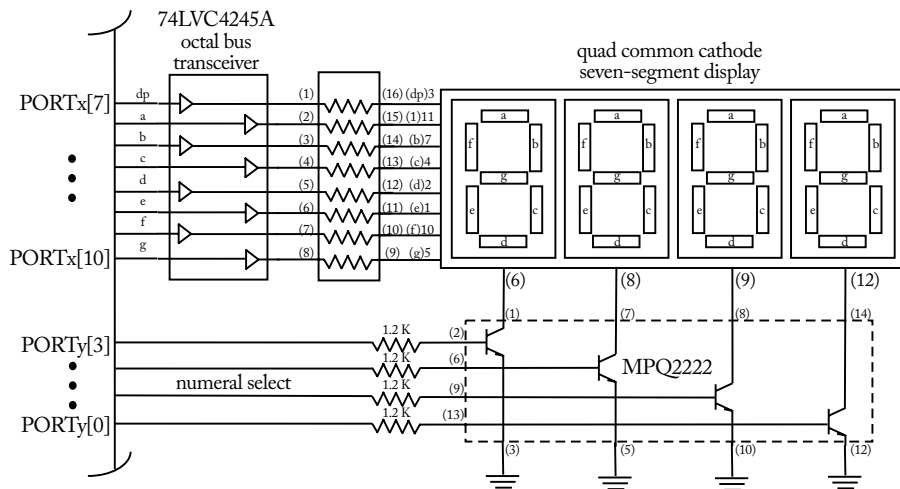 74LVC4245A
octal bus
transceiver
quad common cathode
seven-segment display
PORTx[7]
dp
(1)
(16) (dp)3
a
(2)
(15) (1)11
b
(3)
(14) (b)7
c
(4)
(13) (c)4
d
(5)
(12) (d)2
e
(6)
(11) (e)1
f
(7)
(10) (f)10
PORTx[10]
g
(8)
(9) (g)5
a
f
b
g
e
c
d
a
f
b
g
e
c
d
a
f
b
g
e
c
d
a
f
b
g
e
c
d
(6)
(8)
(9)
(12)
(1)
(7)
(8)
(14)
PORTy[3]
1.2 K
(2)
1.2 K
(6)
MPQ2222
numeral select
1.2 K
(9)
PORTy[0]
1.2 K
(13)
(3)
(5)
(10)
(12)